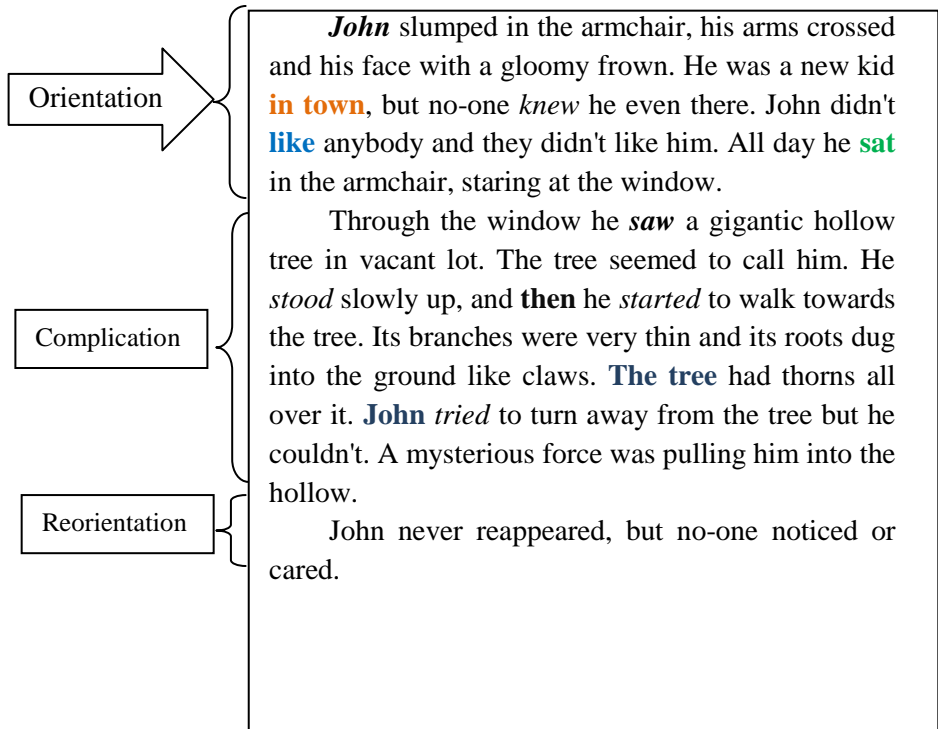 Orientation
John slumped in the armchair, his arms crossed
and his face with a gloomy frown. He was a new kid
in town, but no-one knew he even there. John didn't
like anybody and they didn't like him. All day he sat
in the armchair, staring at the window.
Complication
Through the window he saw a gigantic hollow
tree in vacant lot. The tree seemed to call him. He
stood slowly up, and then he started to walk towards
the tree. Its branches were very thin and its roots dug
into the ground like claws. The tree had thorns all
over it. John tried to turn away from the tree but he
couldn't. A mysterious force was pulling him into the
hollow.
Reorientation
John never reappeared, but no-one noticed or
cared.